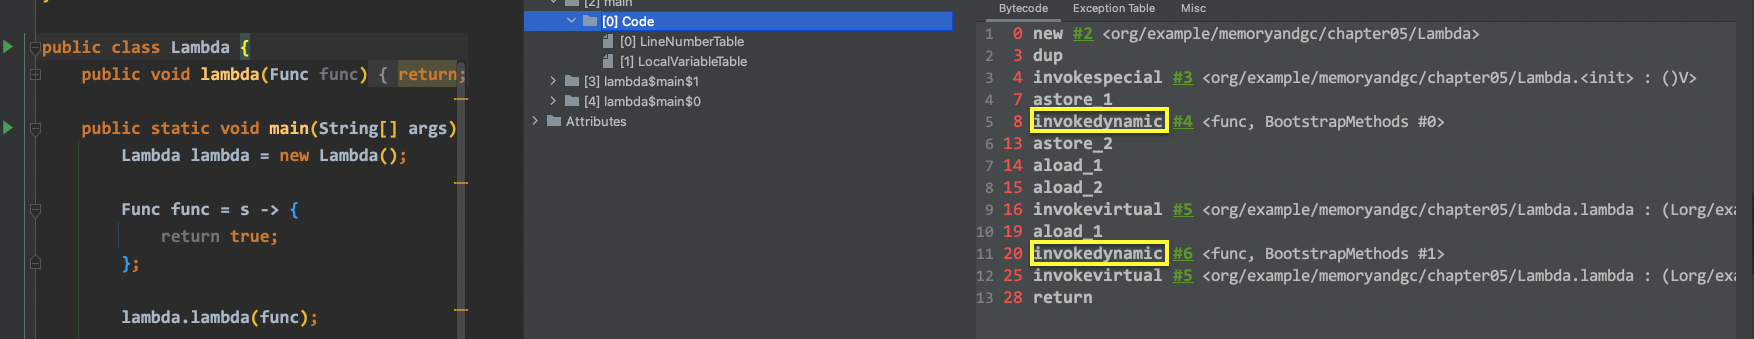 public class Lambda {
public void lambda(Func func) { return;
public static void main(String[] args)
Lambda lambda = new Lambda();
Func func = s -> {
return true;
};
lambda.lambda(func);
[2] main
[0] Code
[0] LineNumberTable
[1] LocalVariableTable
[3] lambda$main$1
[4] lambda$main$0
Attributes
Bytecode Exception Table Misc
1 0 new #2 <org/example/memoryandgc/chapter05/Lambda>
2 3 dup
3 4 invokespecial #3 <org/example/memoryandgc/chapter05/Lambda.<init> : ()V>
4 7 astore_1
5 8 invokedynamic #4 <func, BootstrapMethods #0>
6 13 astore_2
7 14 aload_1
8 15 aload_2
9 16 invokevirtual #5 <org/example/memoryandgc/chapter05/Lambda.lambda : (Lorg/exa
10 19 aload_1
11 20 invokedynamic #6 <func, BootstrapMethods #1>
12 25 invokevirtual #5 <org/example/memoryandgc/chapter05/Lambda.lambda : (Lorg/exa
13 28 return